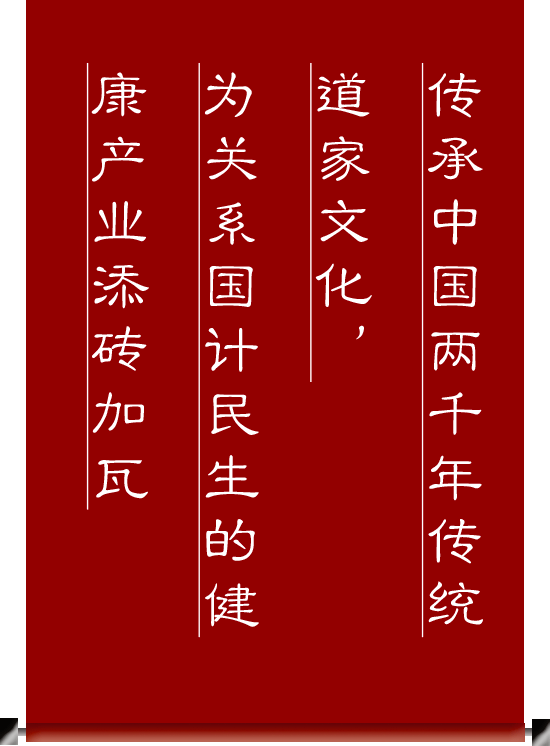 传承中国两千年传统
道家文化，
为关系国计民生的健
康产业添砖加瓦